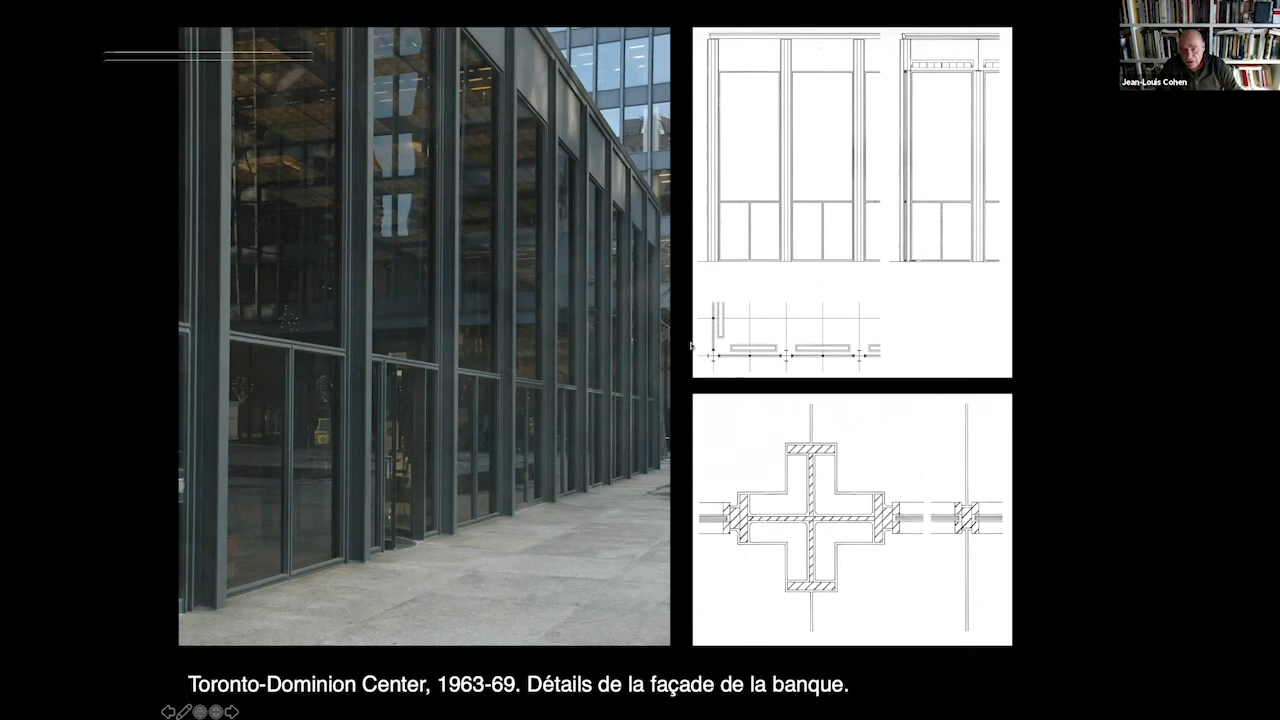 Jean-Louis Cohen
Toronto-Dominion Center, 1963-69. Détails de la façade de la banque.